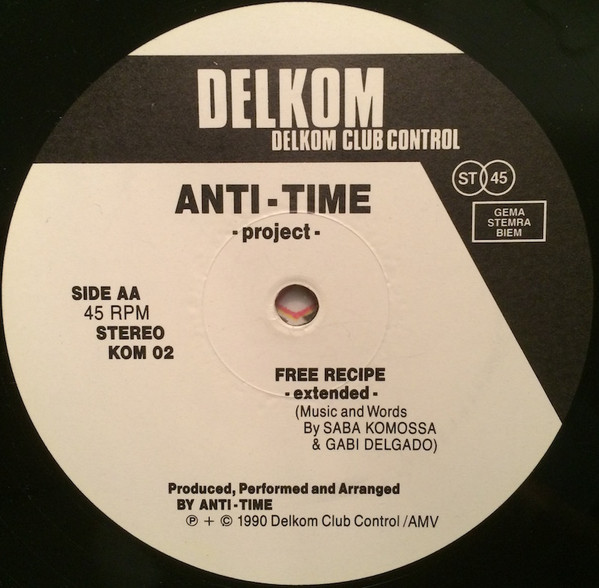 DELKOM
DELKOM CLUB CONTROL
ST 45
GEMA
STEMRA
BIEM
ANTI-TIME
- project -
SIDE AA
45 RPM
STEREO
KOM 02
FREE RECIPE
- extended -
(Music and Words
By SABA KOMOSSA
& GABI DELGADO)
Produced, Performed and Arranged
BY ANTI-TIME
℗ + © 1990 Delkom Club Control /AMV